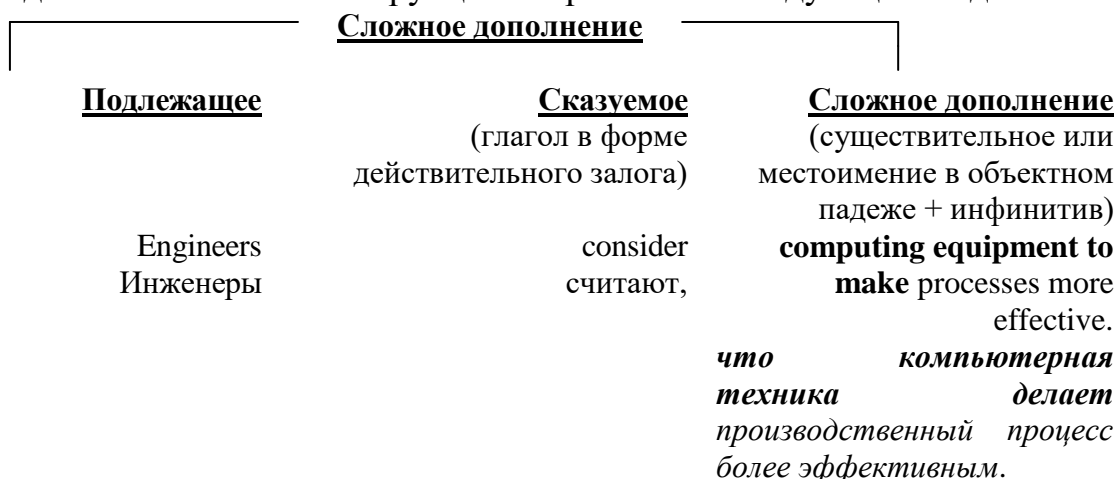 Сложное дополнение
Подлежащее Сказуемое Сложное дополнение
(глагол в форме (существительное или
действительного залога) местоимение в объектном
падеже + инфинитив)
Engineers consider computing equipment to
Инженеры считают, make processes more
effective.
что компьютерная
техника делает
производственный процесс
более эффективным.